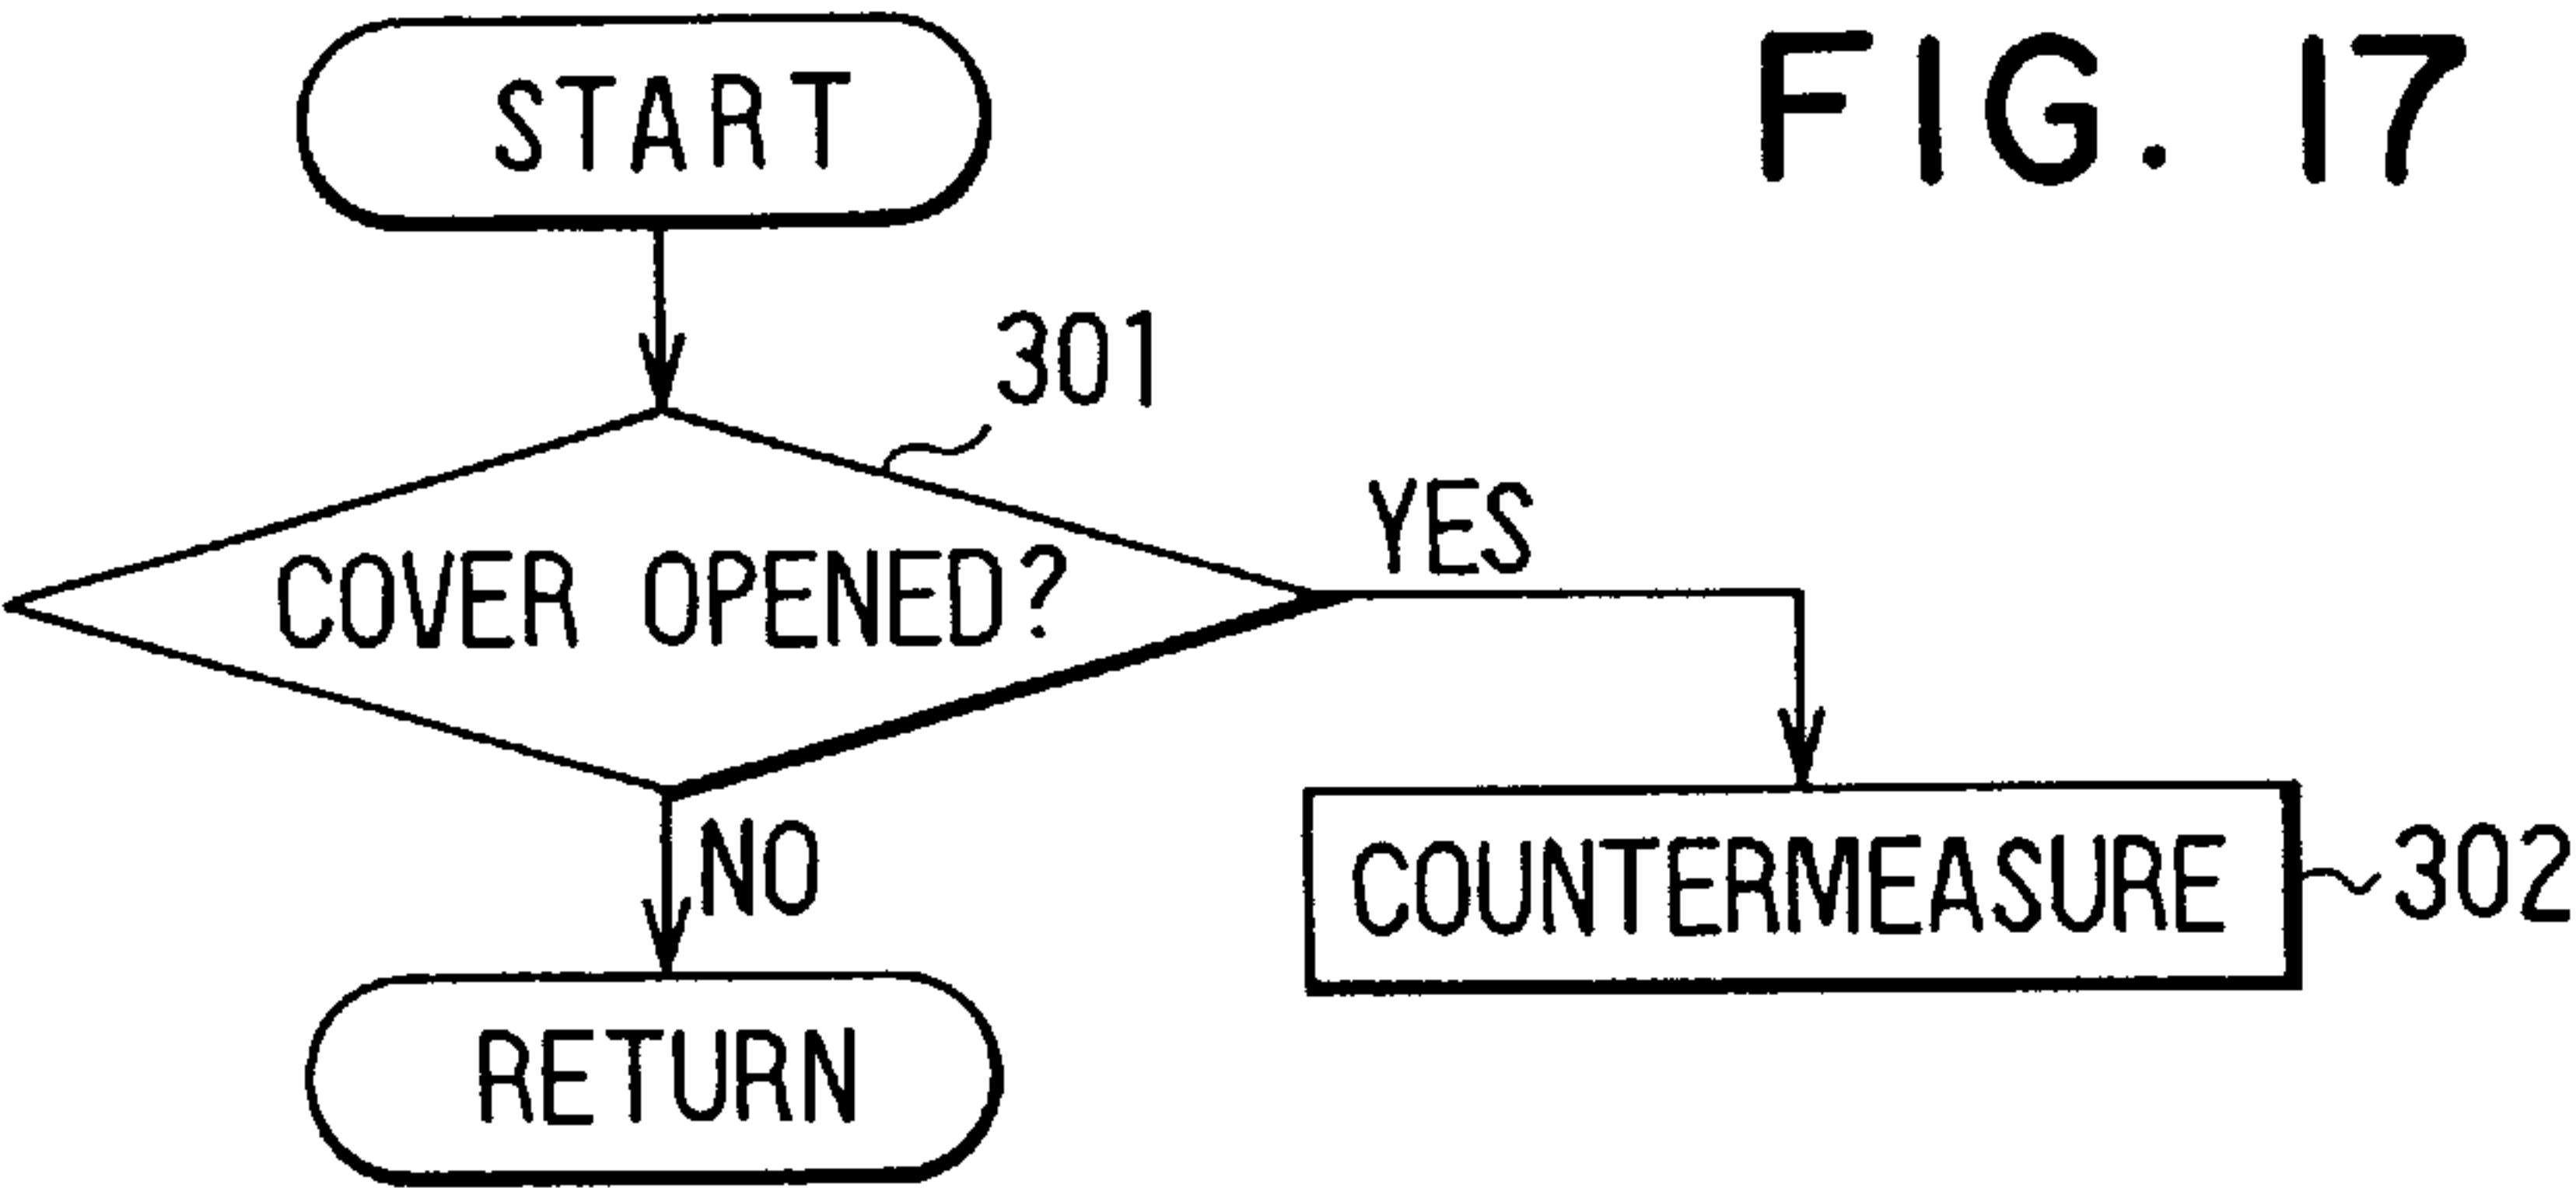 FIG. 17
START
301
COVER OPENED?
YES
NO
COUNTERMEASURE
302
RETURN